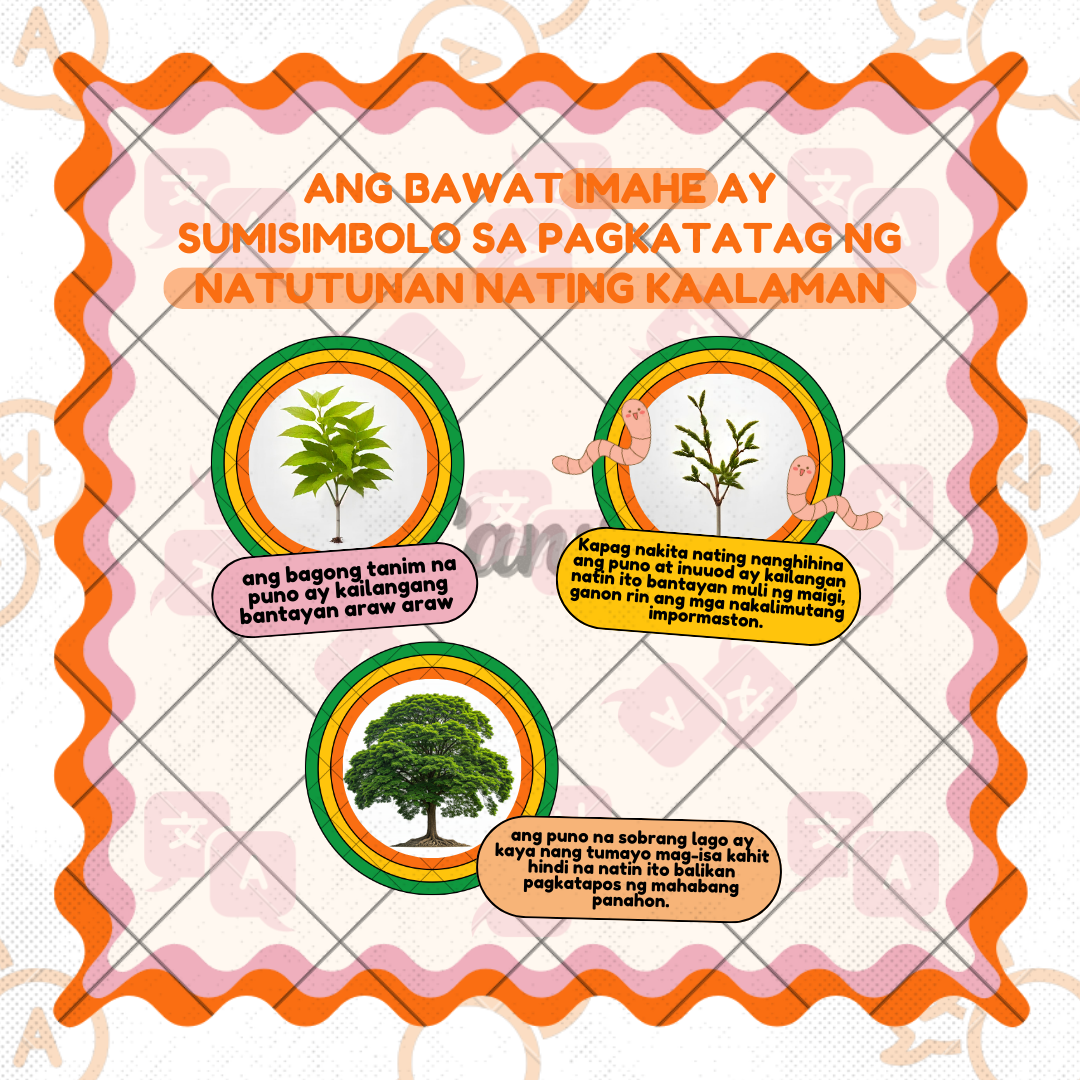 ANG BAWAT IMAHE AY
SUMISIMBOLO SA PAGKATATAG NG
NATUTUNAN NATING KAALAMAN
ang bagong tanim na
puno ay kailangang
bantayan araw araw
Kapag nakita nating nanghihina
ang puno at inuuod ay kailangan
natin ito bantayan muli ng maigi,
ganon rin ang mga nakalimutang
impormaston.
ang puno na sobrang lago ay
kaya nang tumayo mag-isa kahit
hindi na natin ito balikan
pagkatapos ng mahabang
panahon.